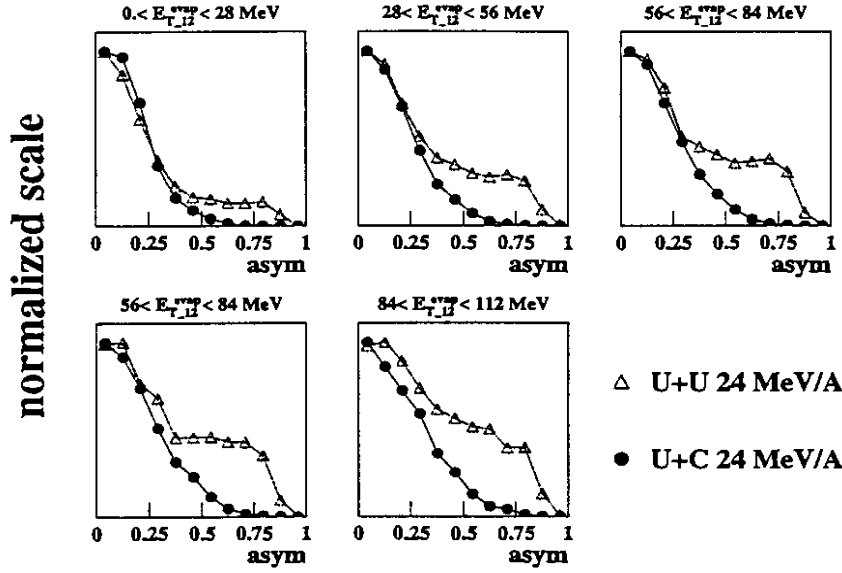 0.< E_T_12^evap < 28 MeV
28< E_T_12^evap < 56 MeV
56< E_T_12^evap < 84 MeV
normalized scale
0 0.25 0.5 0.75 1
asym
0 0.25 0.5 0.75 1
asym
0 0.25 0.5 0.75 1
asym
56< E_T_12^evap < 84 MeV
84< E_T_12^evap < 112 MeV
0 0.25 0.5 0.75 1
asym
0 0.25 0.5 0.75 1
asym
U+U 24 MeV/A
U+C 24 MeV/A